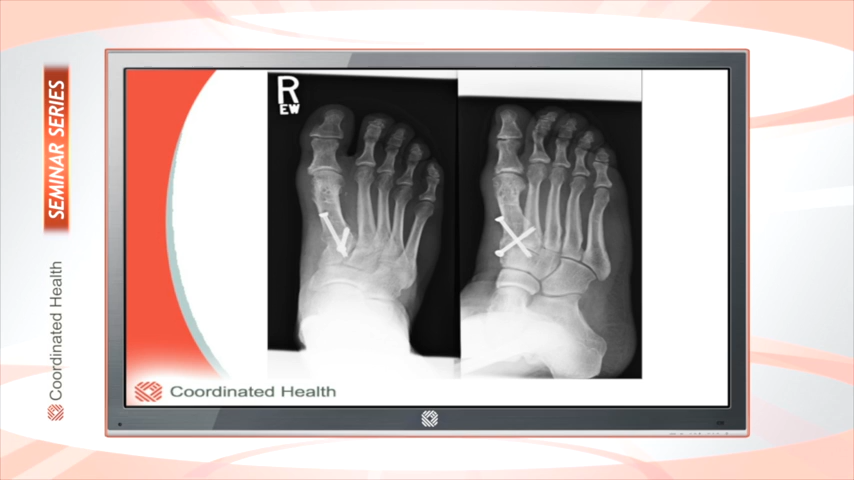 SEMINAR SERIES
Coordinated Health
R
EW
Coordinated Health